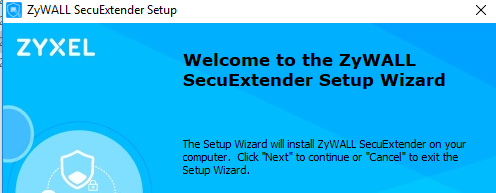 ZyWALL SecuExtender Setup
ZYXEL
Welcome to the ZyWALL
SecuExtender Setup Wizard
The Setup Wizard will install ZyWALL SecuExtender on your
computer. Click "Next" to continue or "Cancel" to exit the
Setup Wizard.